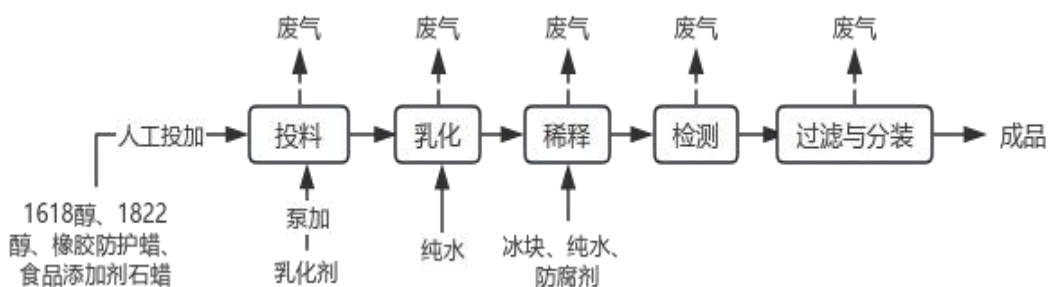 废气
废气
废气
废气
废气
人工投加
投料
乳化
稀释
检测
过滤与分装
成品
1618醇、1822
醇、橡胶防护蜡、
食品添加剂石蜡
泵加
乳化剂
纯水
冰块、纯水、
防腐剂